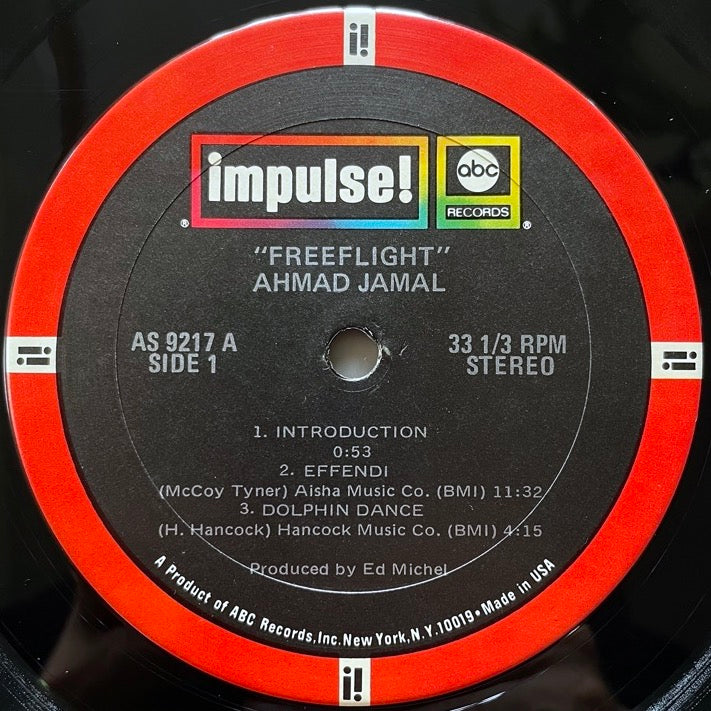 i!
impulse!
abc
RECORDS
®
®
"FREEFLIGHT"
AHMAD JAMAL
AS 9217 A
SIDE 1
33 1/3 RPM
STEREO
i!
i!
1. INTRODUCTION
0:53
2. EFFENDI
(McCoy Tyner) Aisha Music Co. (BMI) 11:32
3. DOLPHIN DANCE
(H. Hancock) Hancock Music Co. (BMI) 4:15
Produced by Ed Michel
A Product of ABC Records, Inc. New York, N.Y. 10019 • Made in USA
i!